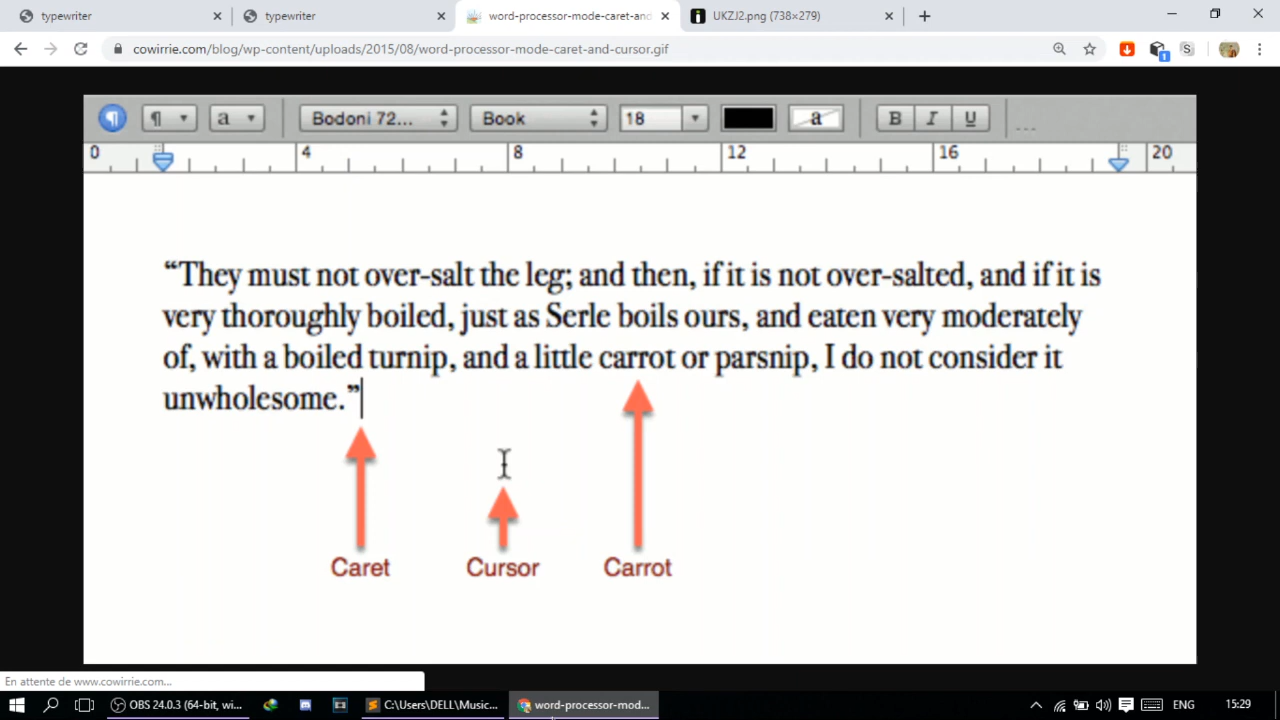 typewriter
typewriter
word-processor-mode-caret-and-
UKZJ2.png (738×279)
cowirrie.com/blog/wp-content/uploads/2015/08/word-processor-mode-caret-and-cursor.gif
1
S
¶ ¶ a Bodoni 72... Book 18 a B I U ...
0 4 8 12 16 20
“They must not over-salt the leg; and then, if it is not over-salted, and if it is
very thoroughly boiled, just as Serle boils ours, and eaten very moderately
of, with a boiled turnip, and a little carrot or parsnip, I do not consider it
unwholesome.”
Caret Cursor Carrot
En attente de www.cowirrie.com...
OBS 24.0.3 (64-bit, wi...
C:\Users\DELL\Music...
word-processor-mod...
ENG
15:29